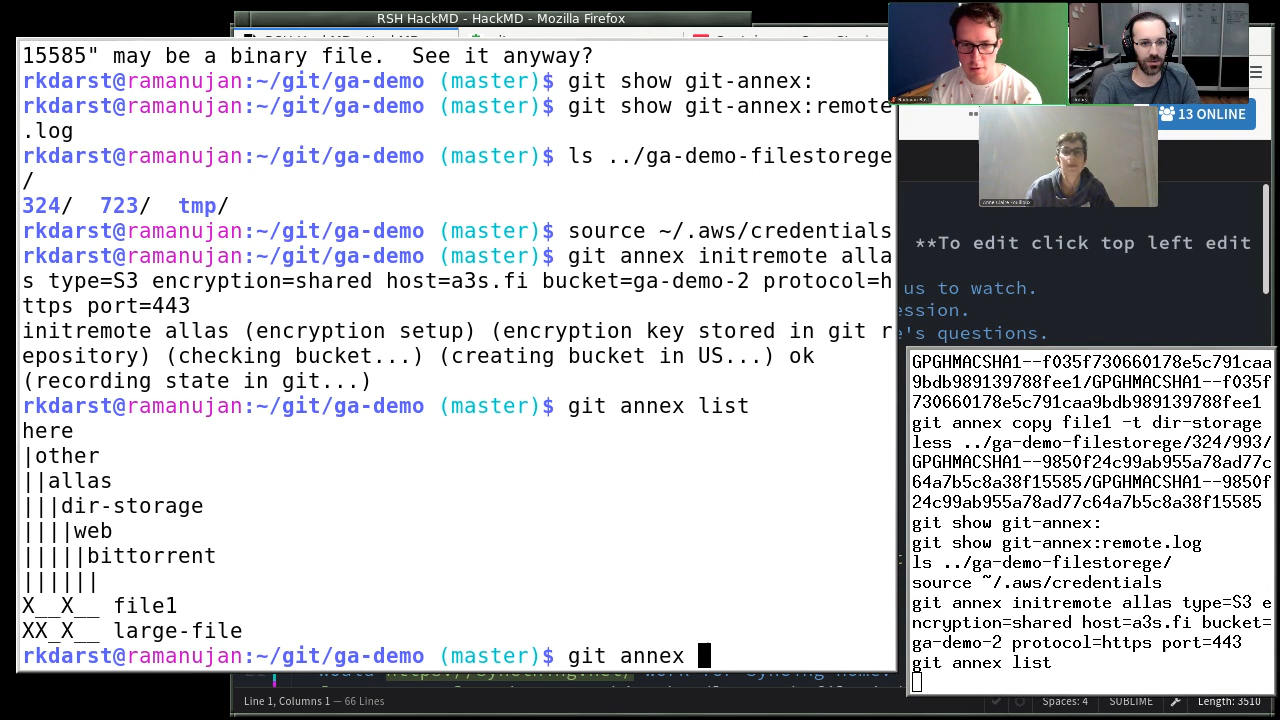 RSH HackMD - HackMD - Mozilla Firefox
15585" may be a binary file.  See it anyway?
rkdarst@ramanujan:~/git/ga-demo (master)$ git show git-annex:
rkdarst@ramanujan:~/git/ga-demo (master)$ git show git-annex:remote
.log
rkdarst@ramanujan:~/git/ga-demo (master)$ ls ../ga-demo-filestorege
/
324/  723/  tmp/
rkdarst@ramanujan:~/git/ga-demo (master)$ source ~/.aws/credentials
rkdarst@ramanujan:~/git/ga-demo (master)$ git annex initremote alla
s type=S3 encryption=shared host=a3s.fi bucket=ga-demo-2 protocol=h
ttps port=443
initremote allas (encryption setup) (encryption key stored in git r
epository) (checking bucket...) (creating bucket in US...) ok
(recording state in git...)
rkdarst@ramanujan:~/git/ga-demo (master)$ git annex list
here
|other
||allas
|||dir-storage
||||web
|||||bittorrent
||||||
X__X__ file1
XX_X__ large-file
rkdarst@ramanujan:~/git/ga-demo (master)$ git annex
13 ONLINE
**To edit click top left edit
us to watch.
ession.
e's questions.
GPGHMACSHA1--f035f730660178e5c791caa
9bdb989139788fee1/GPGHMACSHA1--f035f
730660178e5c791caa9bdb989139788fee1
git annex copy file1 -t dir-storage
less ../ga-demo-filestorege/324/993/
GPGHMACSHA1--9850f24c99ab955a78ad77c
64a7b5c8a38f15585/GPGHMACSHA1--9850f
24c99ab955a78ad77c64a7b5c8a38f15585
git show git-annex:
git show git-annex:remote.log
ls ../ga-demo-filestorege/
source ~/.aws/credentials
git annex initremote allas type=S3 e
ncryption=shared host=a3s.fi bucket=
ga-demo-2 protocol=https port=443
git annex list
Line 1, Columns 1 — 66 Lines
Spaces: 4
SUBLIME
Length: 3510